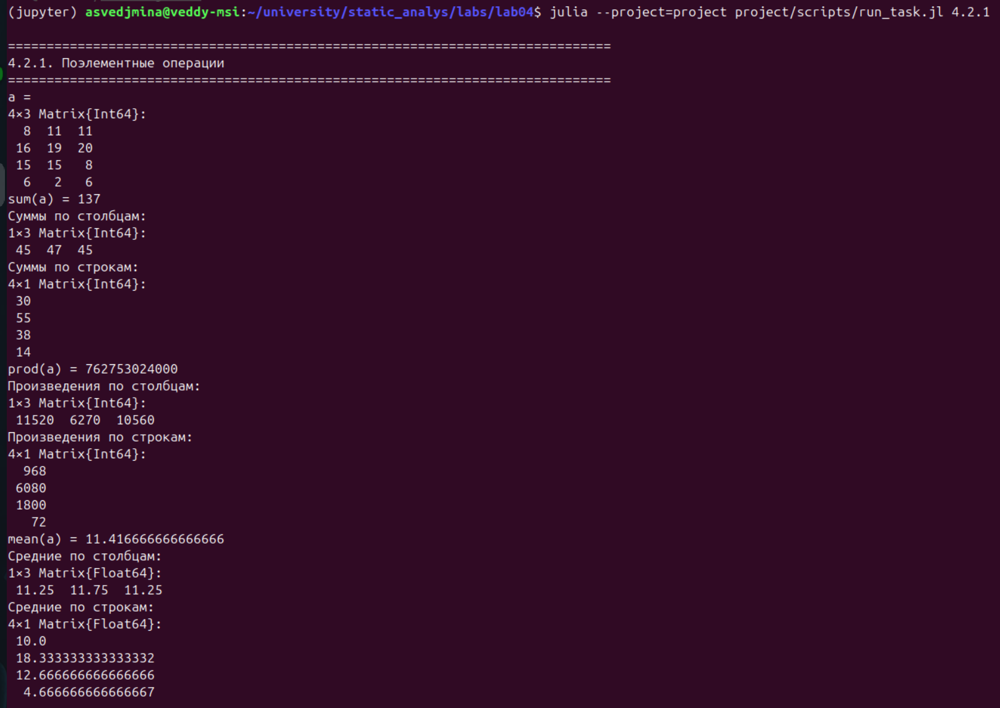 (jupyter) asvedjmina@veddy-msi:~/university/static_analys/labs/lab04$ julia --project=project project/scripts/run_task.jl 4.2.1
==============================================================================
4.2.1. Поэлементные операции
==============================================================================
a =
4×3 Matrix{Int64}:
  8  11  11
 16  19  20
 15  15   8
  6   2   6
sum(a) = 137
Суммы по столбцам:
1×3 Matrix{Int64}:
 45  47  45
Суммы по строкам:
4×1 Matrix{Int64}:
 30
 55
 38
 14
prod(a) = 762753024000
Произведения по столбцам:
1×3 Matrix{Int64}:
 11520  6270  10560
Произведения по строкам:
4×1 Matrix{Int64}:
  968
 6080
 1800
   72
mean(a) = 11.416666666666666
Средние по столбцам:
1×3 Matrix{Float64}:
 11.25  11.75  11.25
Средние по строкам:
4×1 Matrix{Float64}:
 10.0
 18.333333333333332
 12.666666666666666
  4.666666666666667